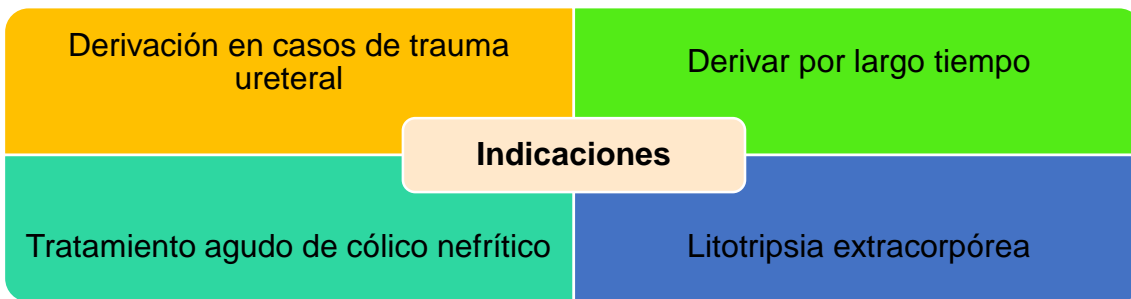 Derivación en casos de trauma
ureteral
Derivar por largo tiempo
Indicaciones
Tratamiento agudo de cólico nefrítico
Litotripsia extracorpórea